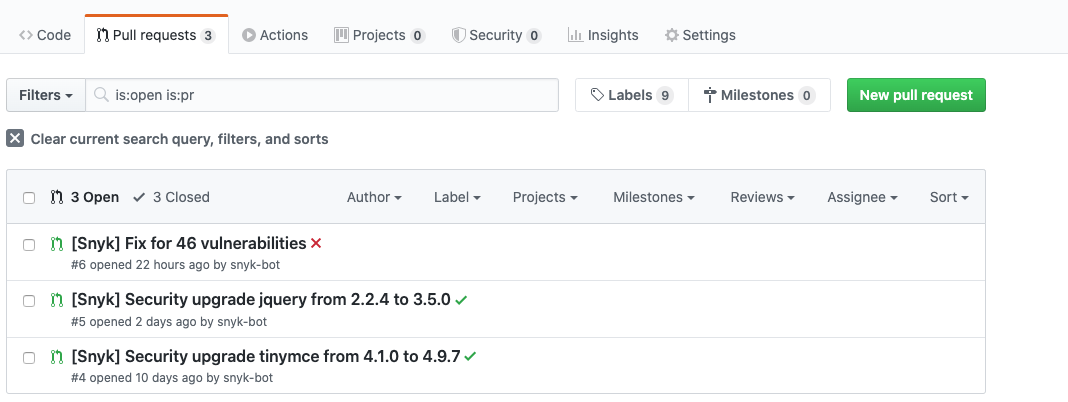 Code Pull requests 3 Actions Projects 0 Security 0 Insights Settings
Filters is:open is:pr Labels 9 Milestones 0 New pull request
Clear current search query, filters, and sorts
3 Open 3 Closed Author Label Projects Milestones Reviews Assignee Sort
[Snyk] Fix for 46 vulnerabilities
#6 opened 22 hours ago by snyk-bot
[Snyk] Security upgrade jquery from 2.2.4 to 3.5.0
#5 opened 2 days ago by snyk-bot
[Snyk] Security upgrade tinymce from 4.1.0 to 4.9.7
#4 opened 10 days ago by snyk-bot